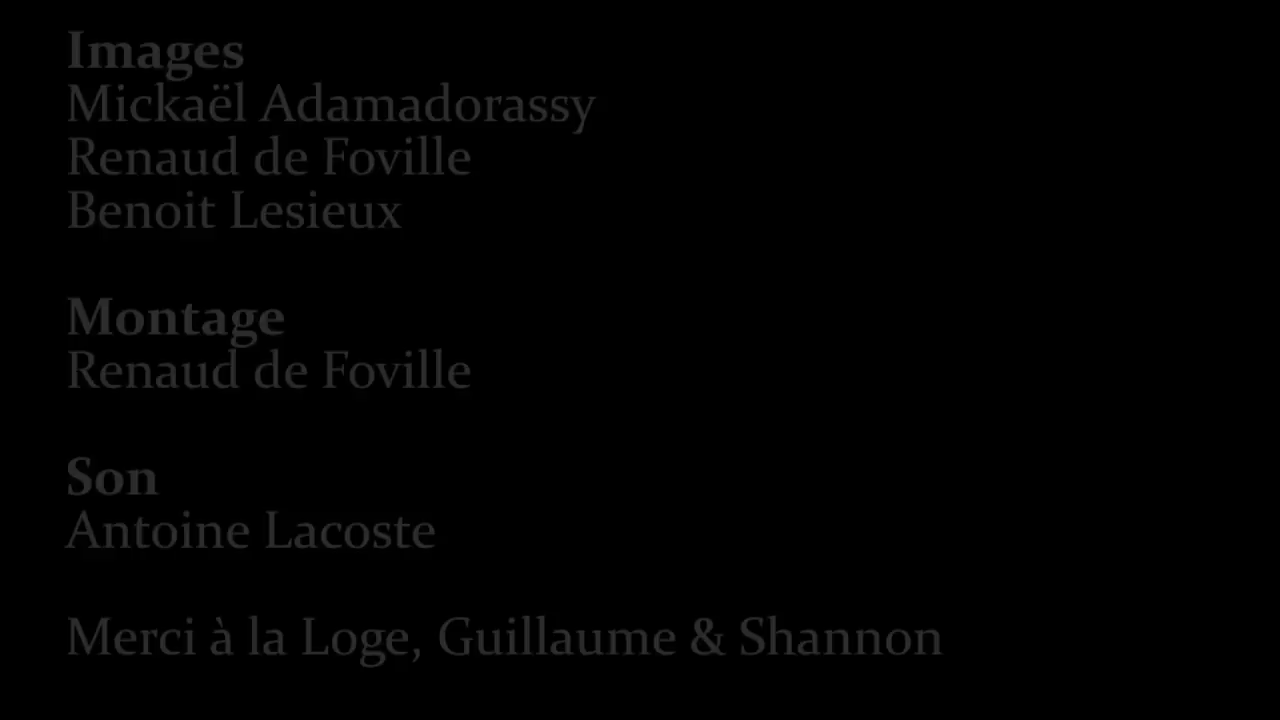 Images
Mickaël Adamadorassy
Renaud de Foville
Benoit Lesieux
Montage
Renaud de Foville
Son
Antoine Lacoste
Merci à la Loge, Guillaume & Shannon